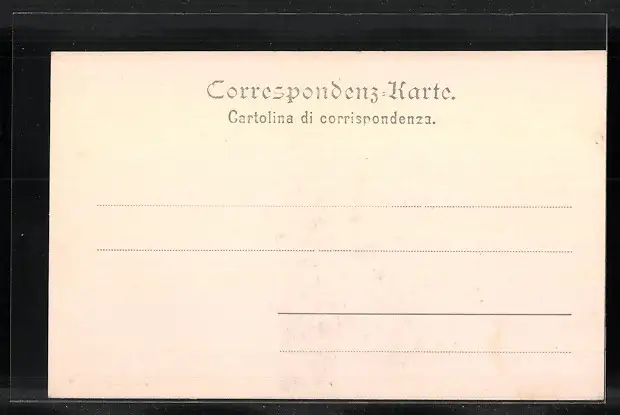 Correspondenz-Karte.
Cartolina di corrispondenza.